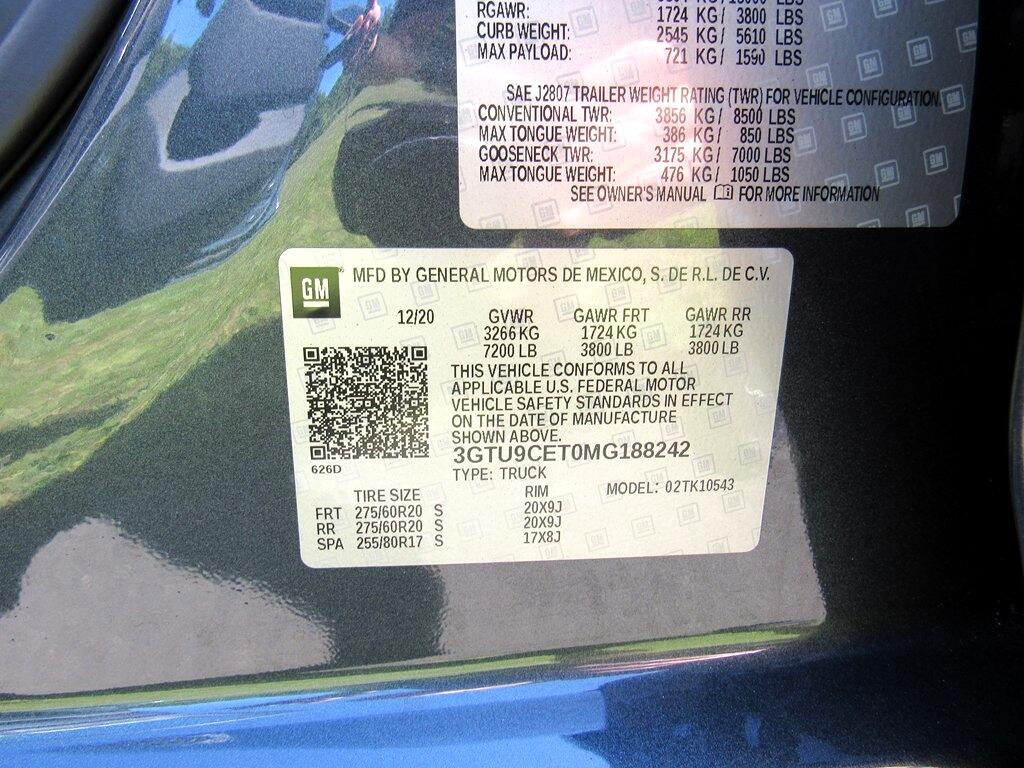 RGAWR: 1724 KG / 3800 LBS
CURB WEIGHT: 2545 KG / 5610 LBS
MAX PAYLOAD: 721 KG / 1590 LBS
SAE J2807 TRAILER WEIGHT RATING (TWR) FOR VEHICLE CONFIGURATION.
CONVENTIONAL TWR: 3856 KG / 8500 LBS
MAX TONGUE WEIGHT: 386 KG / 850 LBS
GOOSENECK TWR: 3175 KG / 7000 LBS
MAX TONGUE WEIGHT: 476 KG / 1050 LBS
SEE OWNER'S MANUAL FOR MORE INFORMATION
GM MFD BY GENERAL MOTORS DE MEXICO, S. DE R.L. DE C.V.
12/20 GVWR GAWR FRT GAWR RR
3266 KG 1724 KG 1724 KG
7200 LB 3800 LB 3800 LB
THIS VEHICLE CONFORMS TO ALL
APPLICABLE U.S. FEDERAL MOTOR
VEHICLE SAFETY STANDARDS IN EFFECT
ON THE DATE OF MANUFACTURE
SHOWN ABOVE.
3GTU9CET0MG188242
626D
TYPE: TRUCK
TIRE SIZE RIM MODEL: 02TK10543
FRT 275/60R20 S 20X9J
RR 275/60R20 S 20X9J
SPA 255/80R17 S 17X8J